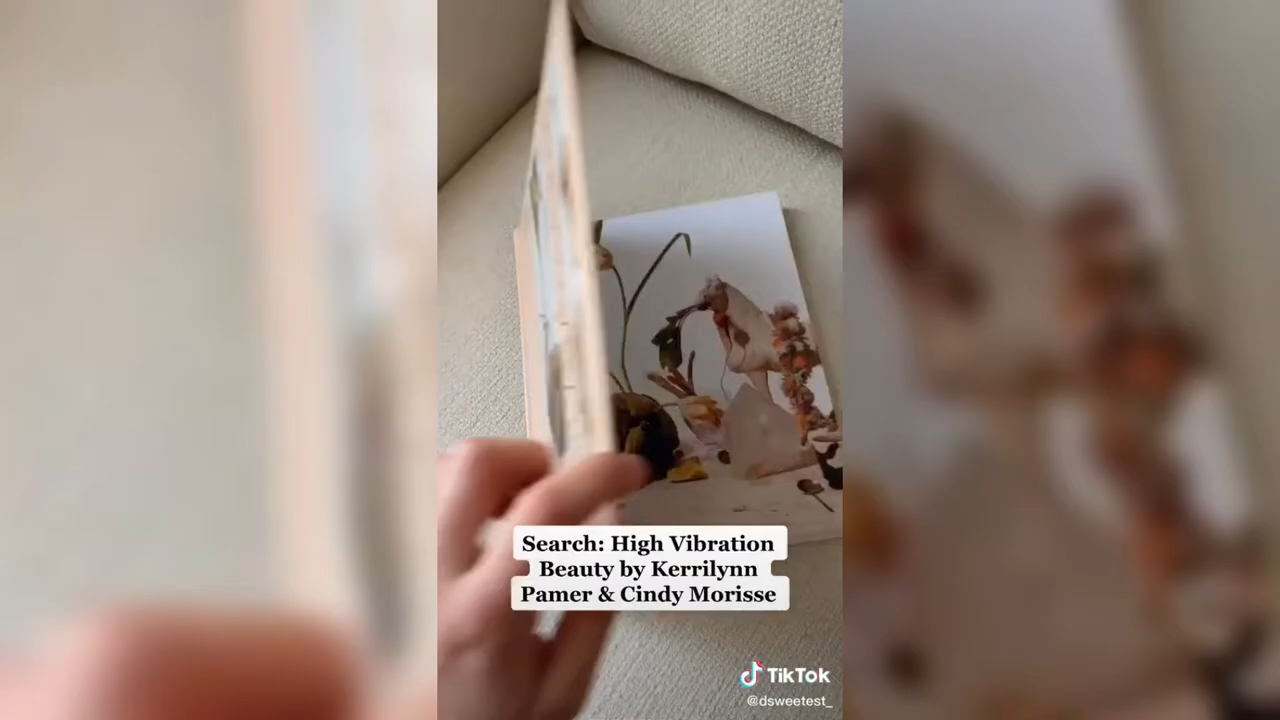 Search: High Vibration
Beauty by Kerrilynn
Pamer & Cindy Morisse
TikTok
@dsweetest_